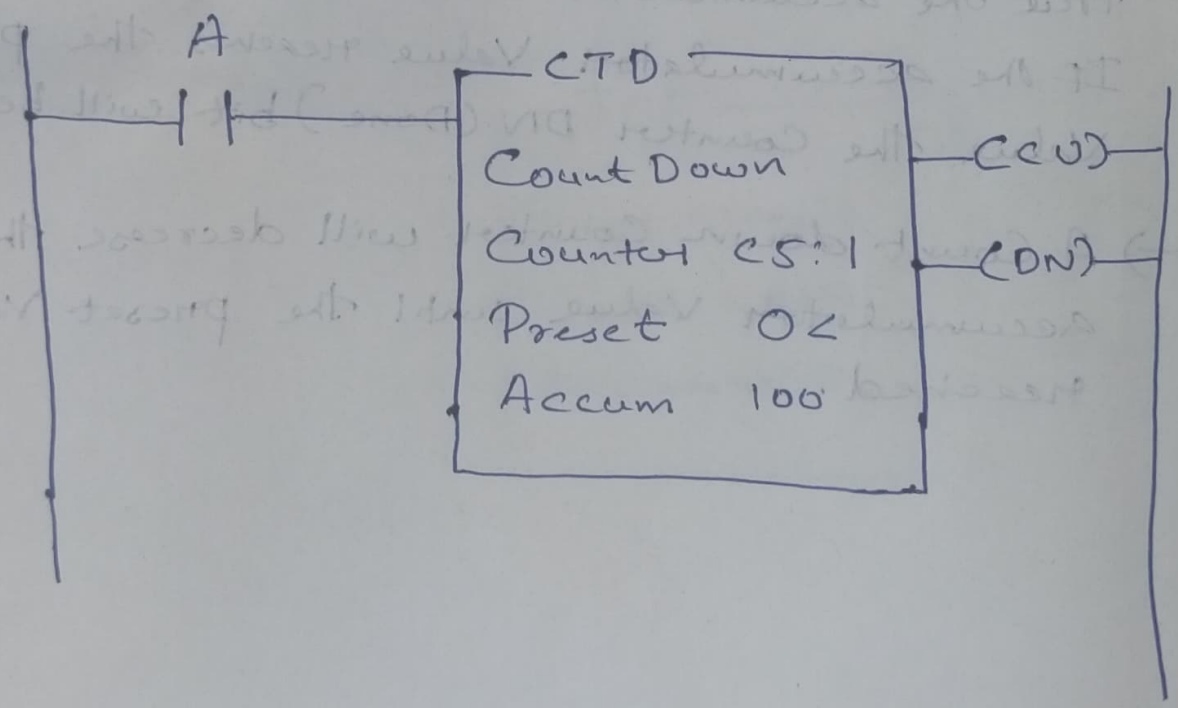 A
CTD
Count Down
(CU)
Counter C5:1
(DN)
Preset 0<
Accum 100